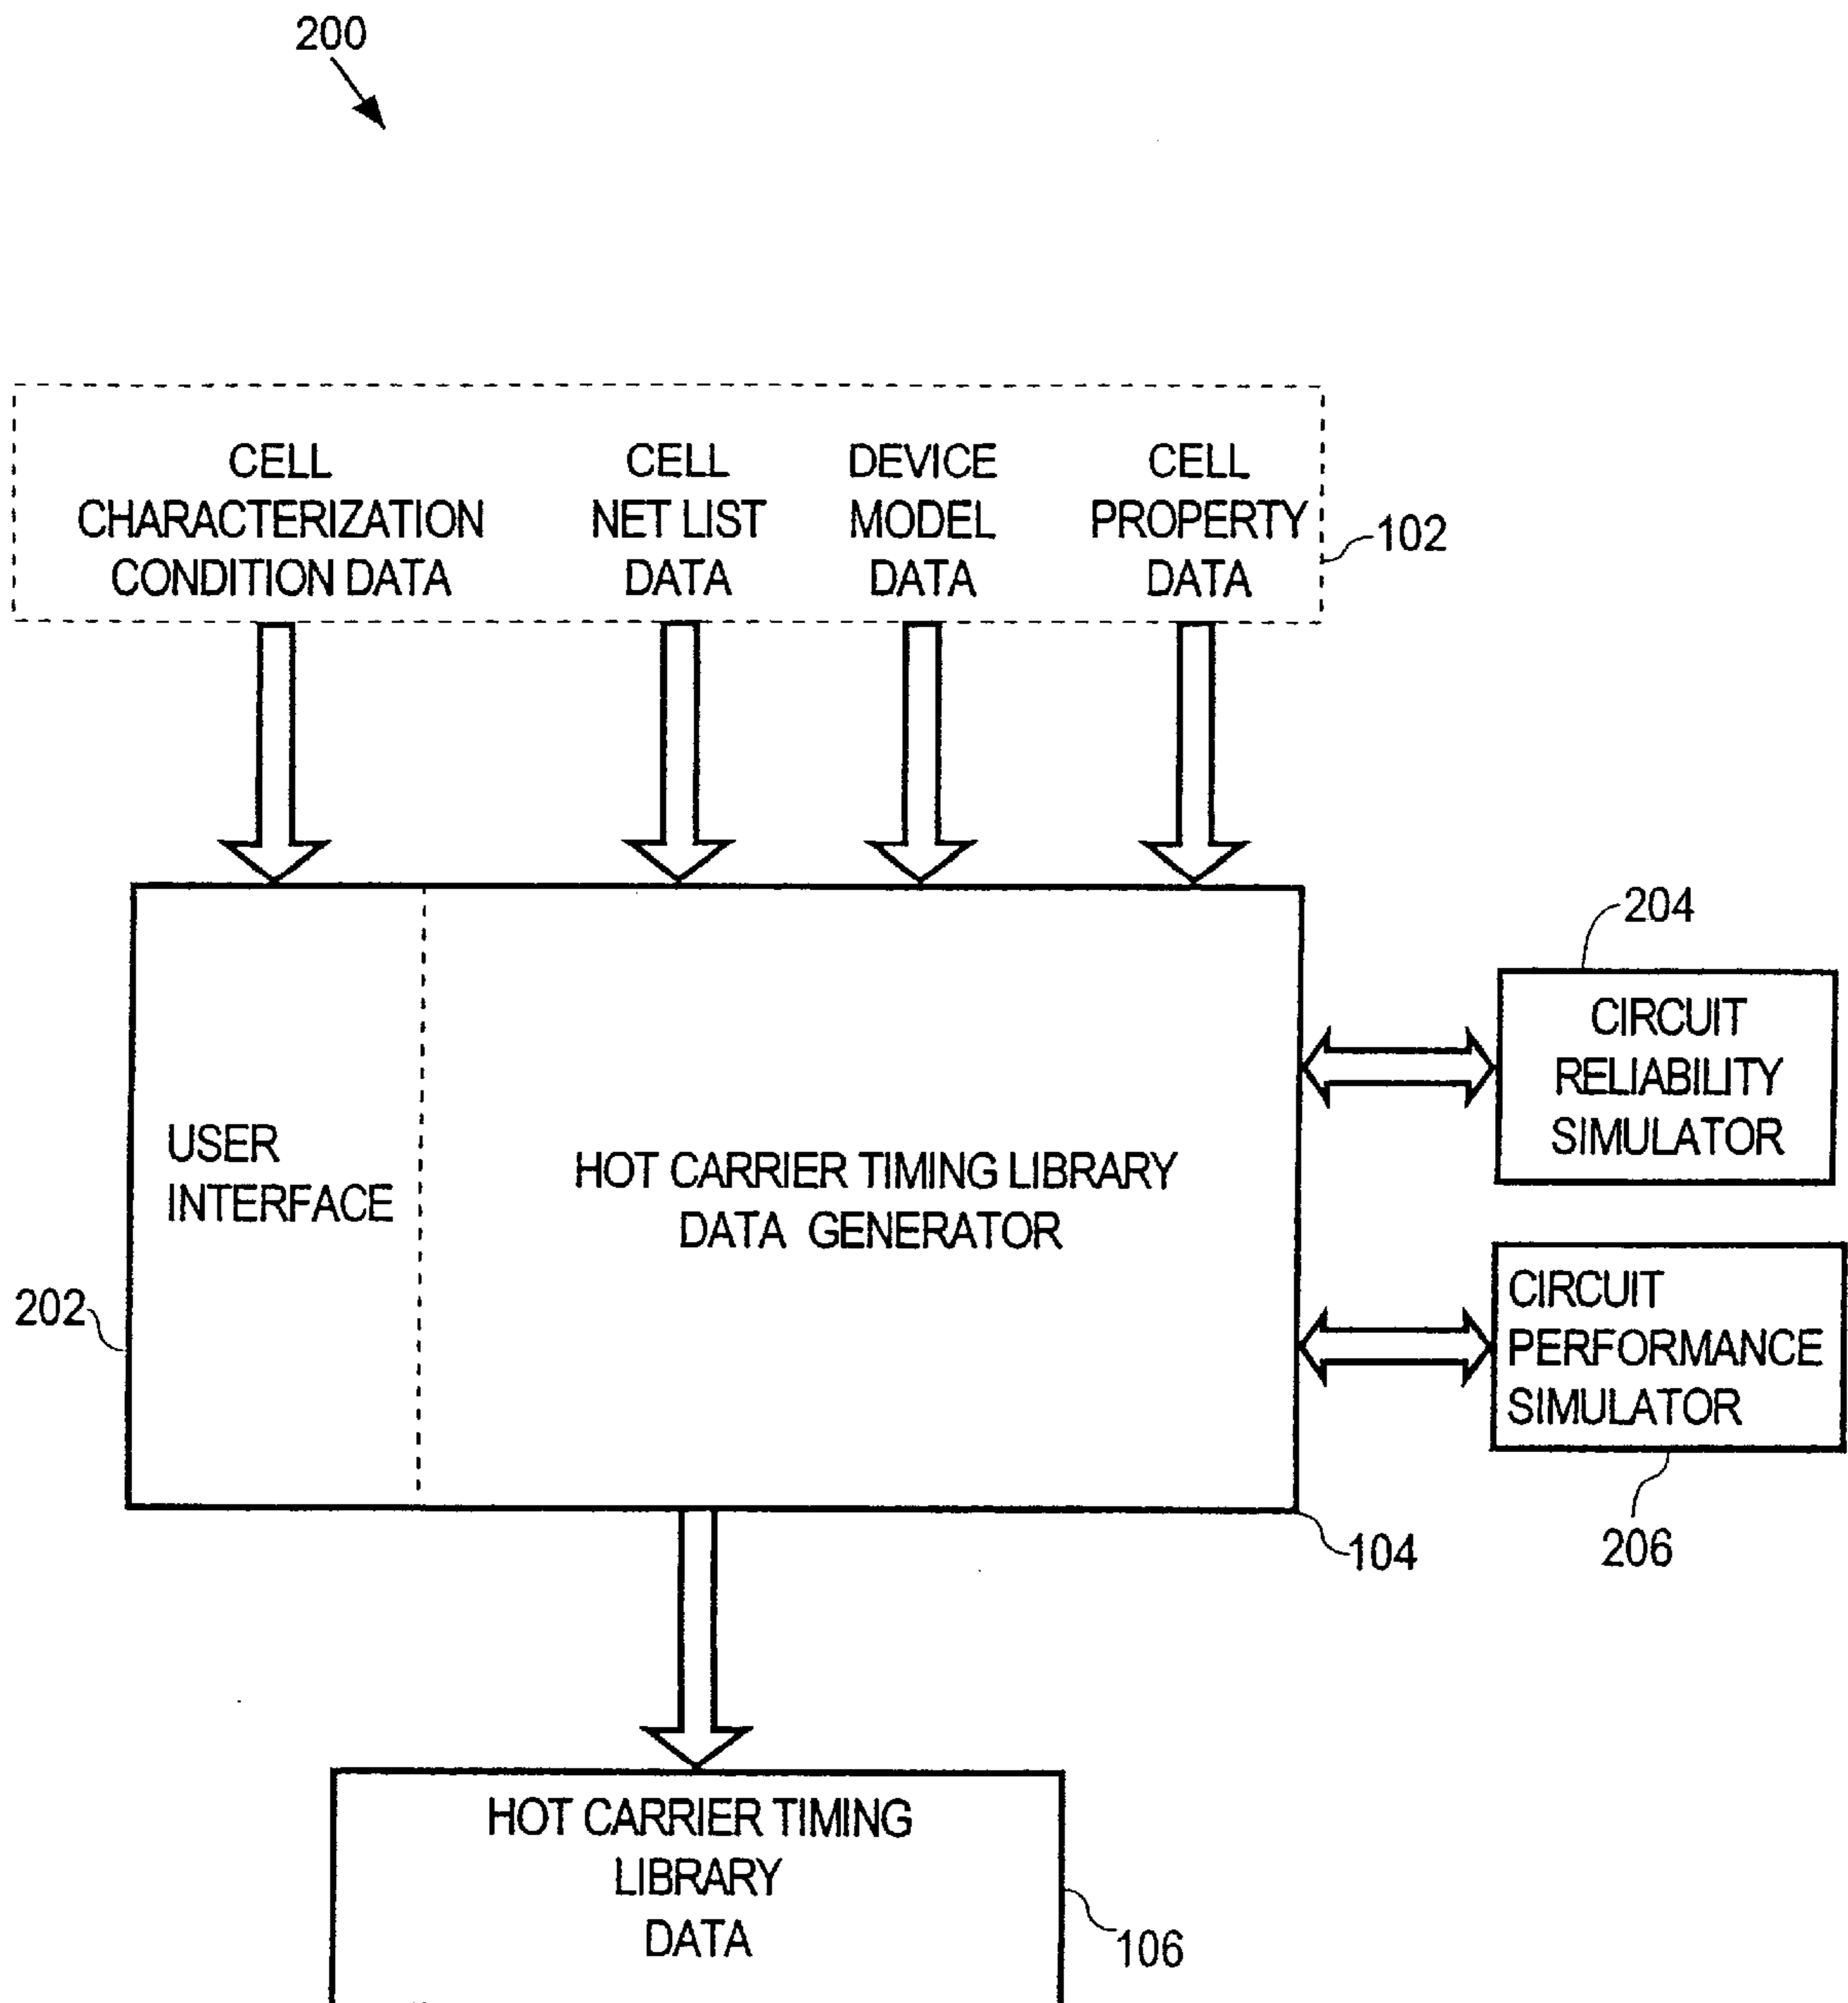 200
CELL
CHARACTERIZATION
CONDITION DATA
CELL
NET LIST
DATA
DEVICE
MODEL
DATA
CELL
PROPERTY
DATA
102
204
CIRCUIT
RELIABILITY
SIMULATOR
USER
INTERFACE
HOT CARRIER TIMING LIBRARY
DATA GENERATOR
202
CIRCUIT
PERFORMANCE
SIMULATOR
104
206
HOT CARRIER TIMING
LIBRARY
DATA
106